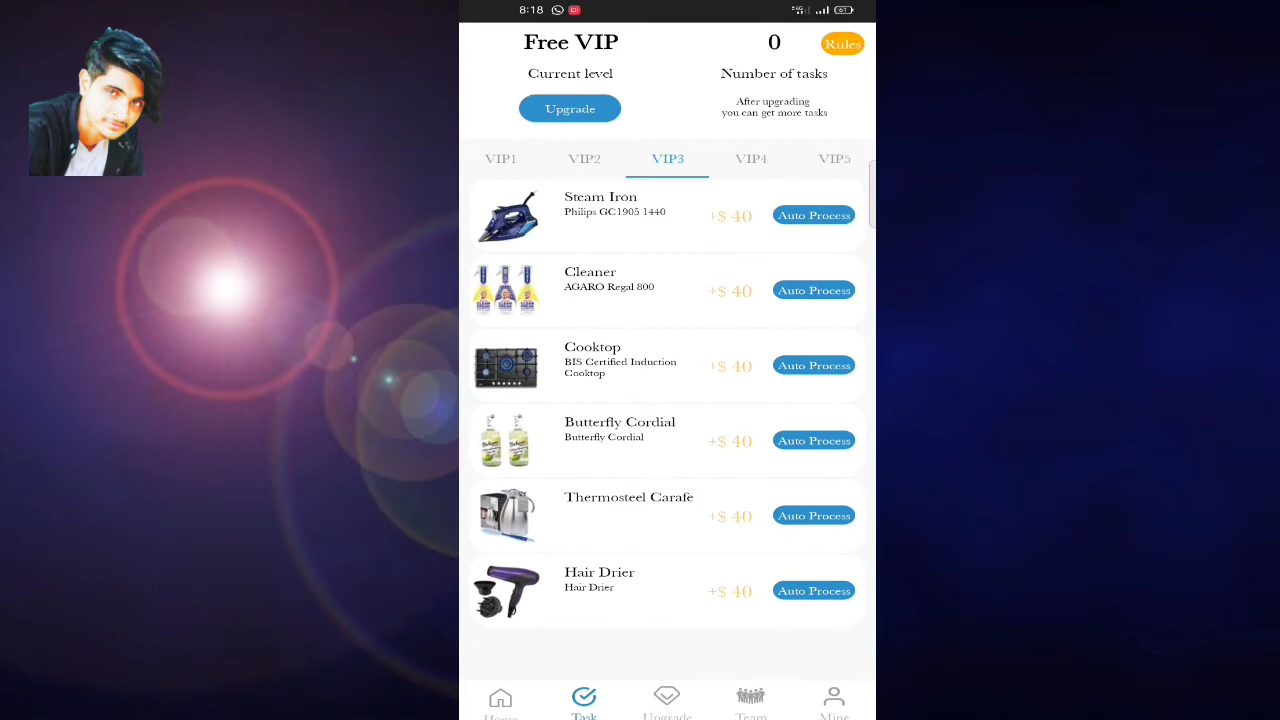 8:18
4G
61
Free VIP
0
Rules
Current level
Number of tasks
Upgrade
After upgrading
you can get more tasks
VIP1
VIP2
VIP3
VIP4
VIP5
Steam Iron
Philips GC1905 1440
+$ 40
Auto Process
Cleaner
AGARO Regal 800
+$ 40
Auto Process
Cooktop
BIS Certified Induction
Cooktop
+$ 40
Auto Process
Butterfly Cordial
Butterfly Cordial
+$ 40
Auto Process
Thermosteel Carafe
+$ 40
Auto Process
Hair Drier
Hair Drier
+$ 40
Auto Process
Home
Task
Upgrade
Team
Mine